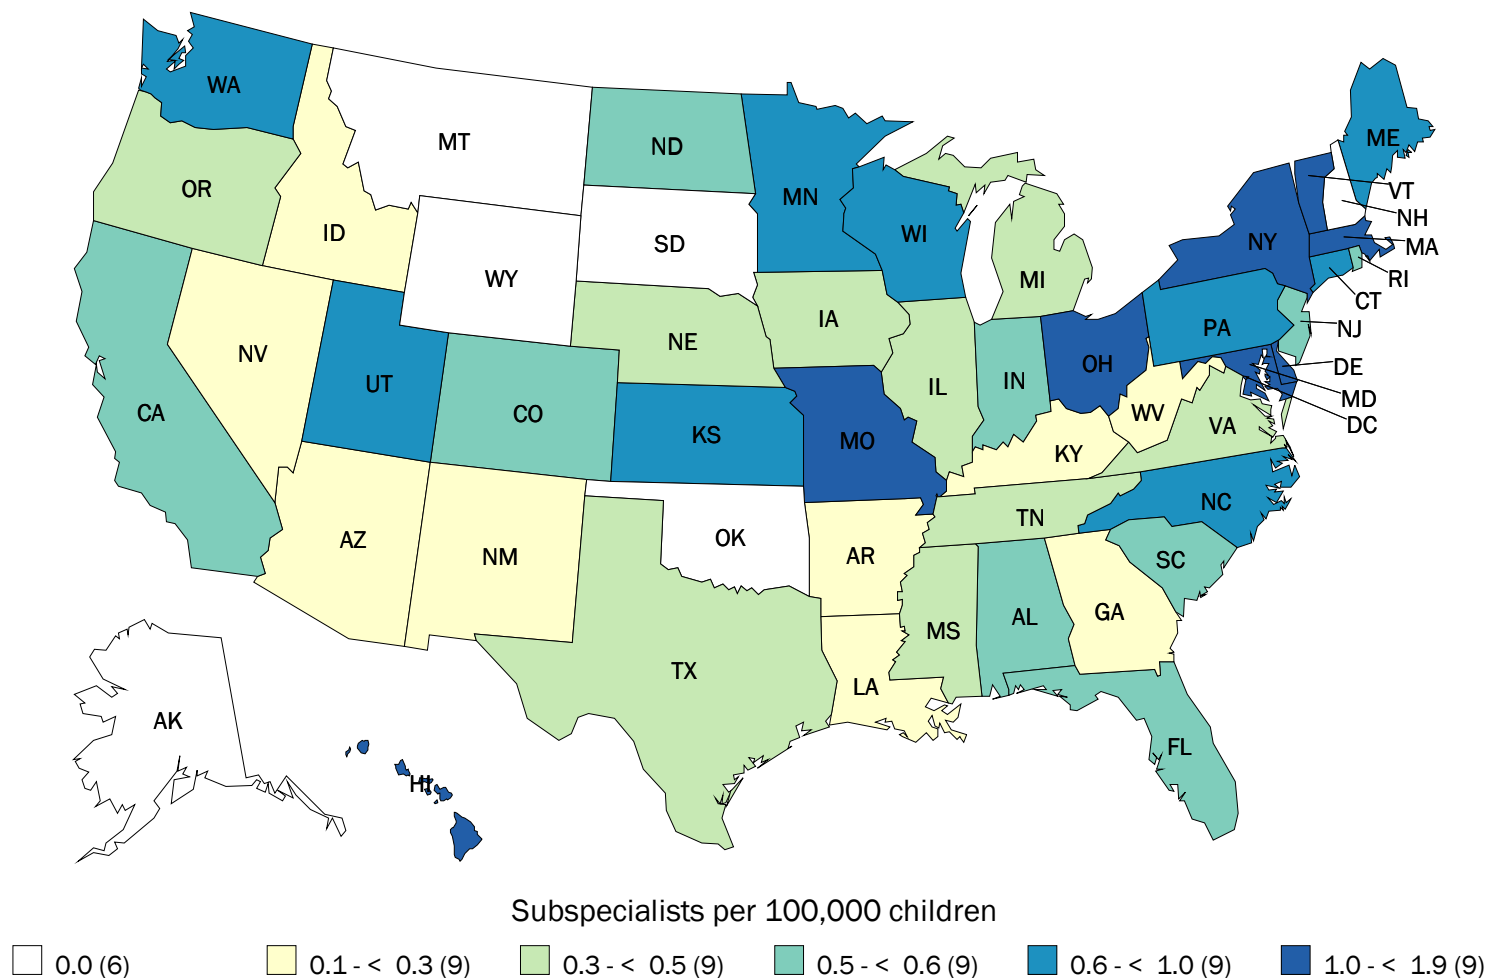 WA
MT
ND
MN
ME
OR
ID
SD
WI
NY
VT
NH
MA
WY
MI
RI
CT
NV
NE
IA
PA
NJ
UT
CO
IL
IN
OH
DE
CA
KS
MO
WV
MD
KY
VA
DC
AZ
NM
OK
TN
NC
AR
SC
TX
MS
AL
GA
LA
AK
HI
FL
Subspecialists per 100,000 children
0.0 (6) 0.1 - < 0.3 (9) 0.3 - < 0.5 (9) 0.5 - < 0.6 (9) 0.6 - < 1.0 (9) 1.0 - < 1.9 (9)